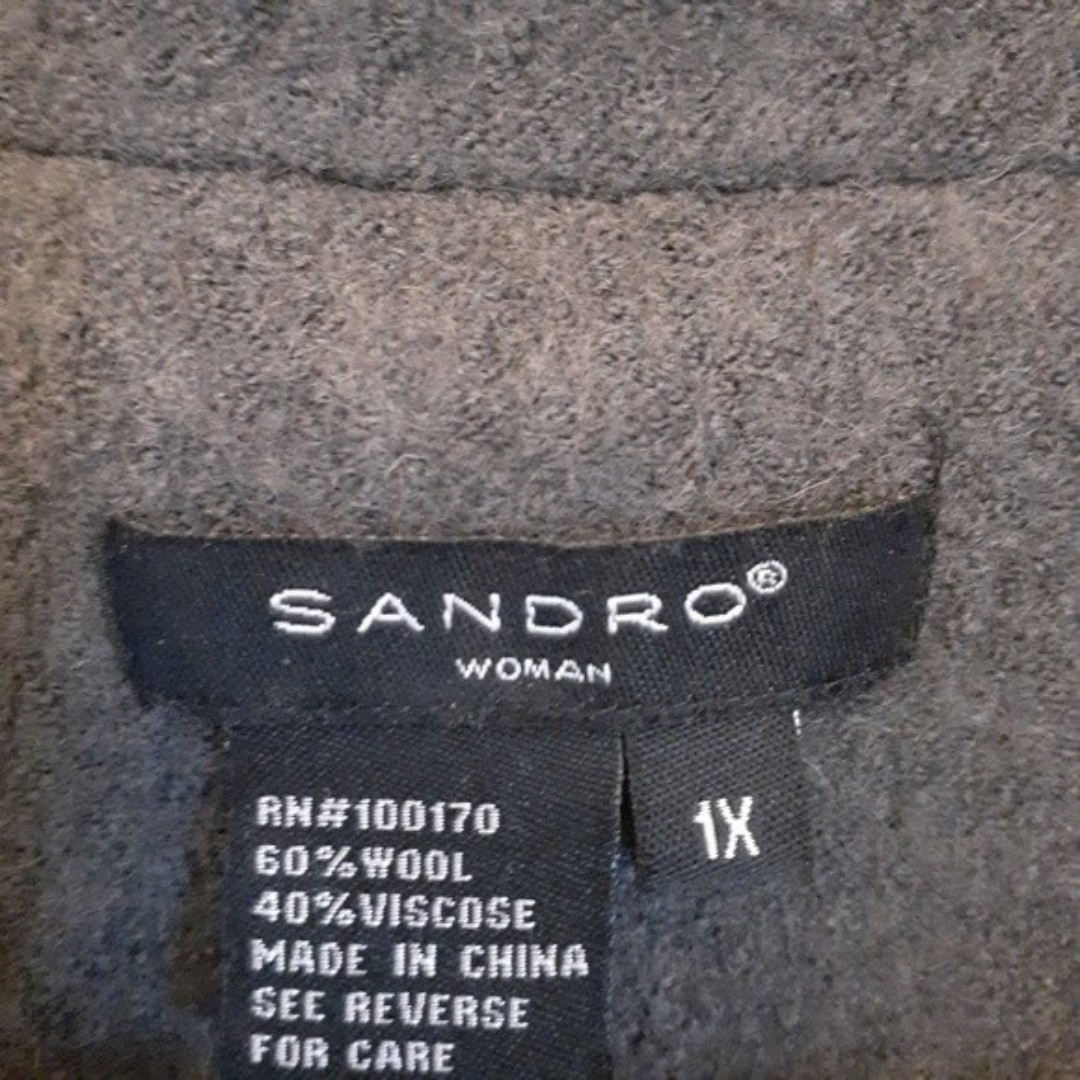 SANDRO®
WOMAN
1X
RN#100170
60%WOOL
40%VISCOSE
MADE IN CHINA
SEE REVERSE
FOR CARE